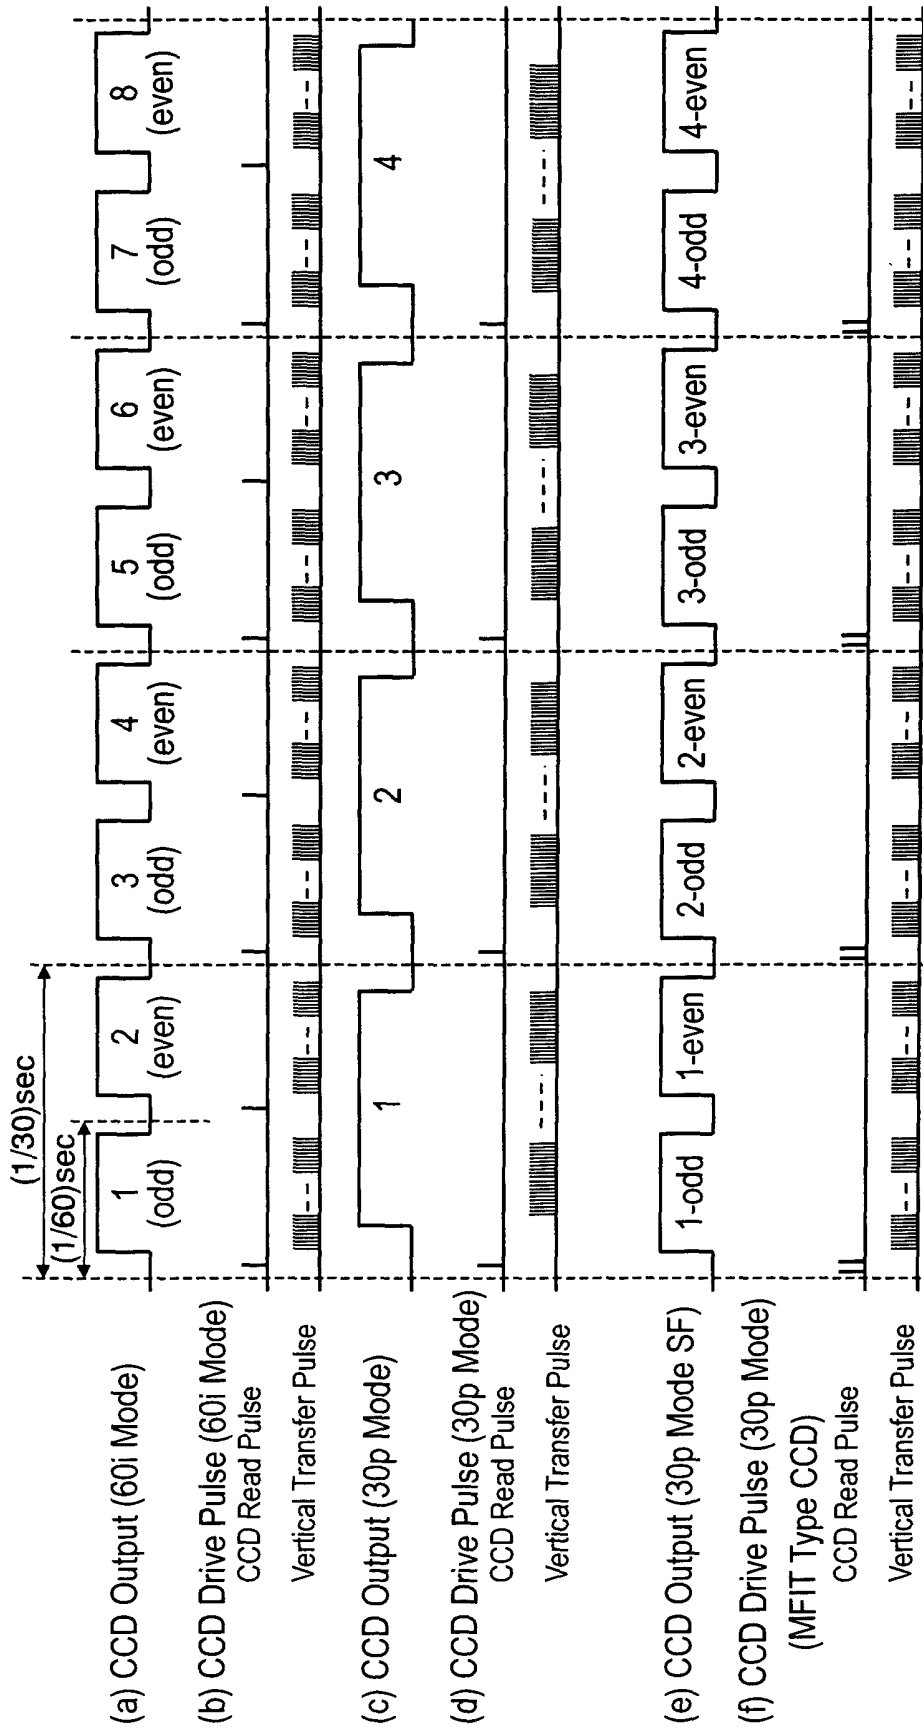 (1/30)sec
(1/60)sec
(a) CCD Output (60i Mode)
1 2 3 4 5 6 7 8
(odd) (even) (odd) (even) (odd) (even) (odd) (even)
(b) CCD Drive Pulse (60i Mode)
CCD Read Pulse
Vertical Transfer Pulse
(c) CCD Output (30p Mode)
1 2 3 4
(d) CCD Drive Pulse (30p Mode)
CCD Read Pulse
Vertical Transfer Pulse
(e) CCD Output (30p Mode SF)
1-odd 1-even 2-odd 2-even 3-odd 3-even 4-odd 4-even
(f) CCD Drive Pulse (30p Mode)
(MFIT Type CCD)
CCD Read Pulse
Vertical Transfer Pulse